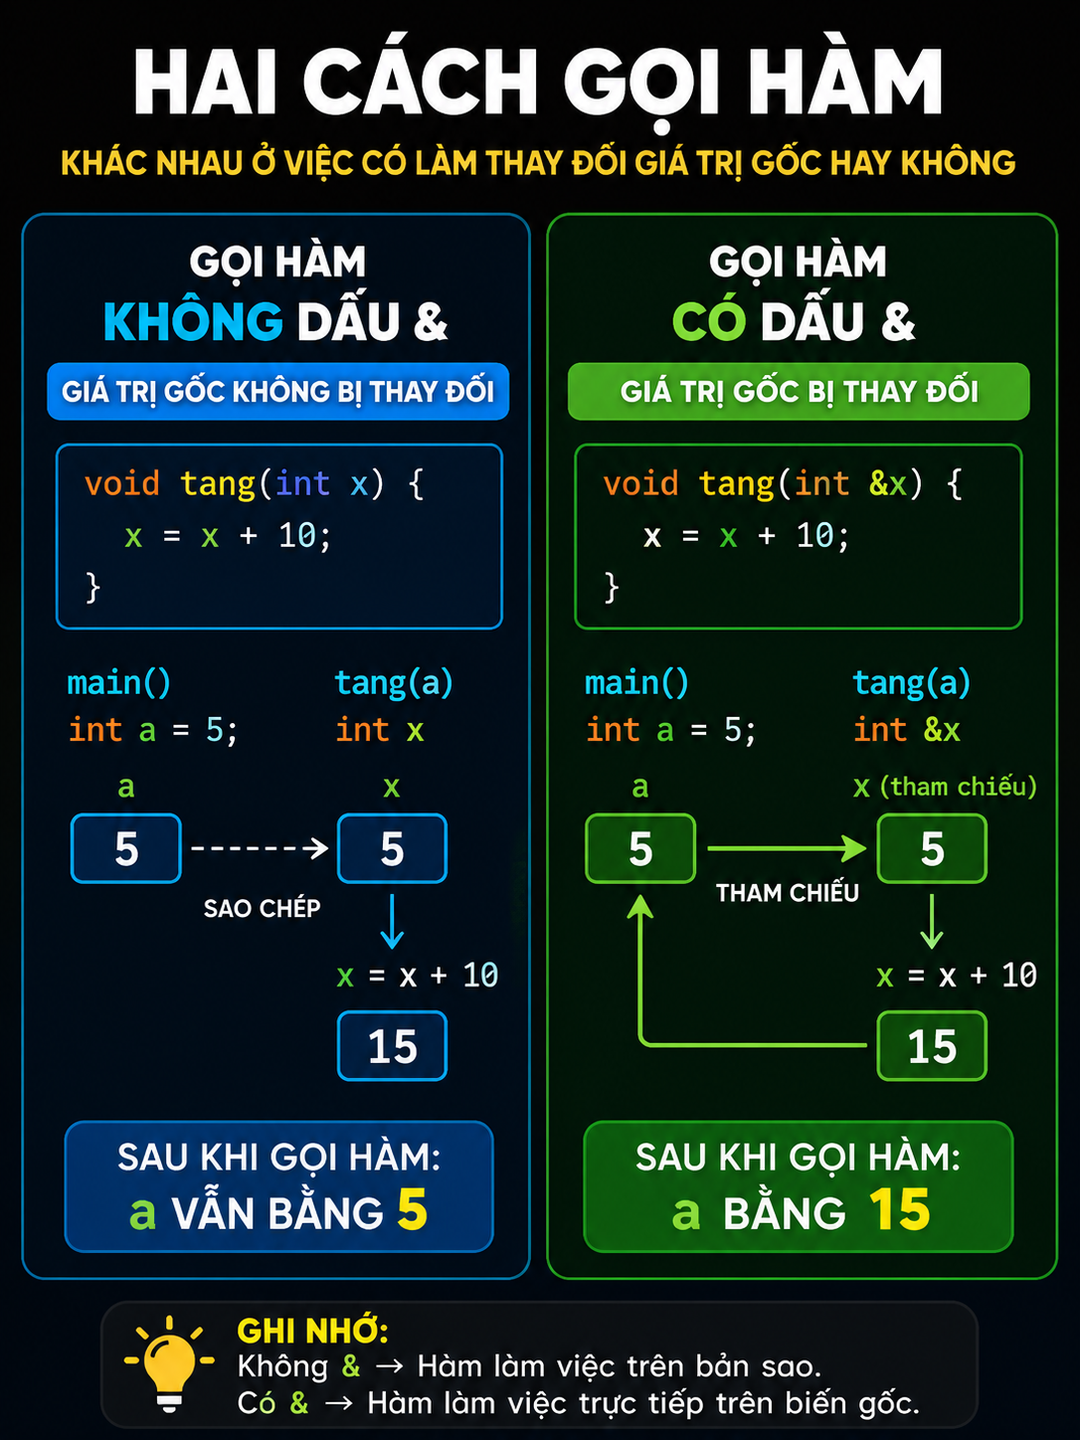 HAI CÁCH GỌI HÀM
KHÁC NHAU Ở VIỆC CÓ LÀM THAY ĐỔI GIÁ TRỊ GỐC HAY KHÔNG
GỌI HÀM
KHÔNG DẤU &
GIÁ TRỊ GỐC KHÔNG BỊ THAY ĐỔI
void tang(int x) {
x = x + 10;
}
main()
int a = 5;
tang(a)
int x
a
5
SAO CHÉP
x
5
x = x + 10
15
SAU KHI GỌI HÀM:
a VẪN BẰNG 5
GỌI HÀM
CÓ DẤU &
GIÁ TRỊ GỐC BỊ THAY ĐỔI
void tang(int &x) {
x = x + 10;
}
main()
int a = 5;
tang(a)
int &x
a
5
THAM CHIẾU
x (tham chiếu)
5
x = x + 10
15
SAU KHI GỌI HÀM:
a BẰNG 15
GHI NHỚ:
Không & → Hàm làm việc trên bản sao.
Có & → Hàm làm việc trực tiếp trên biến gốc.